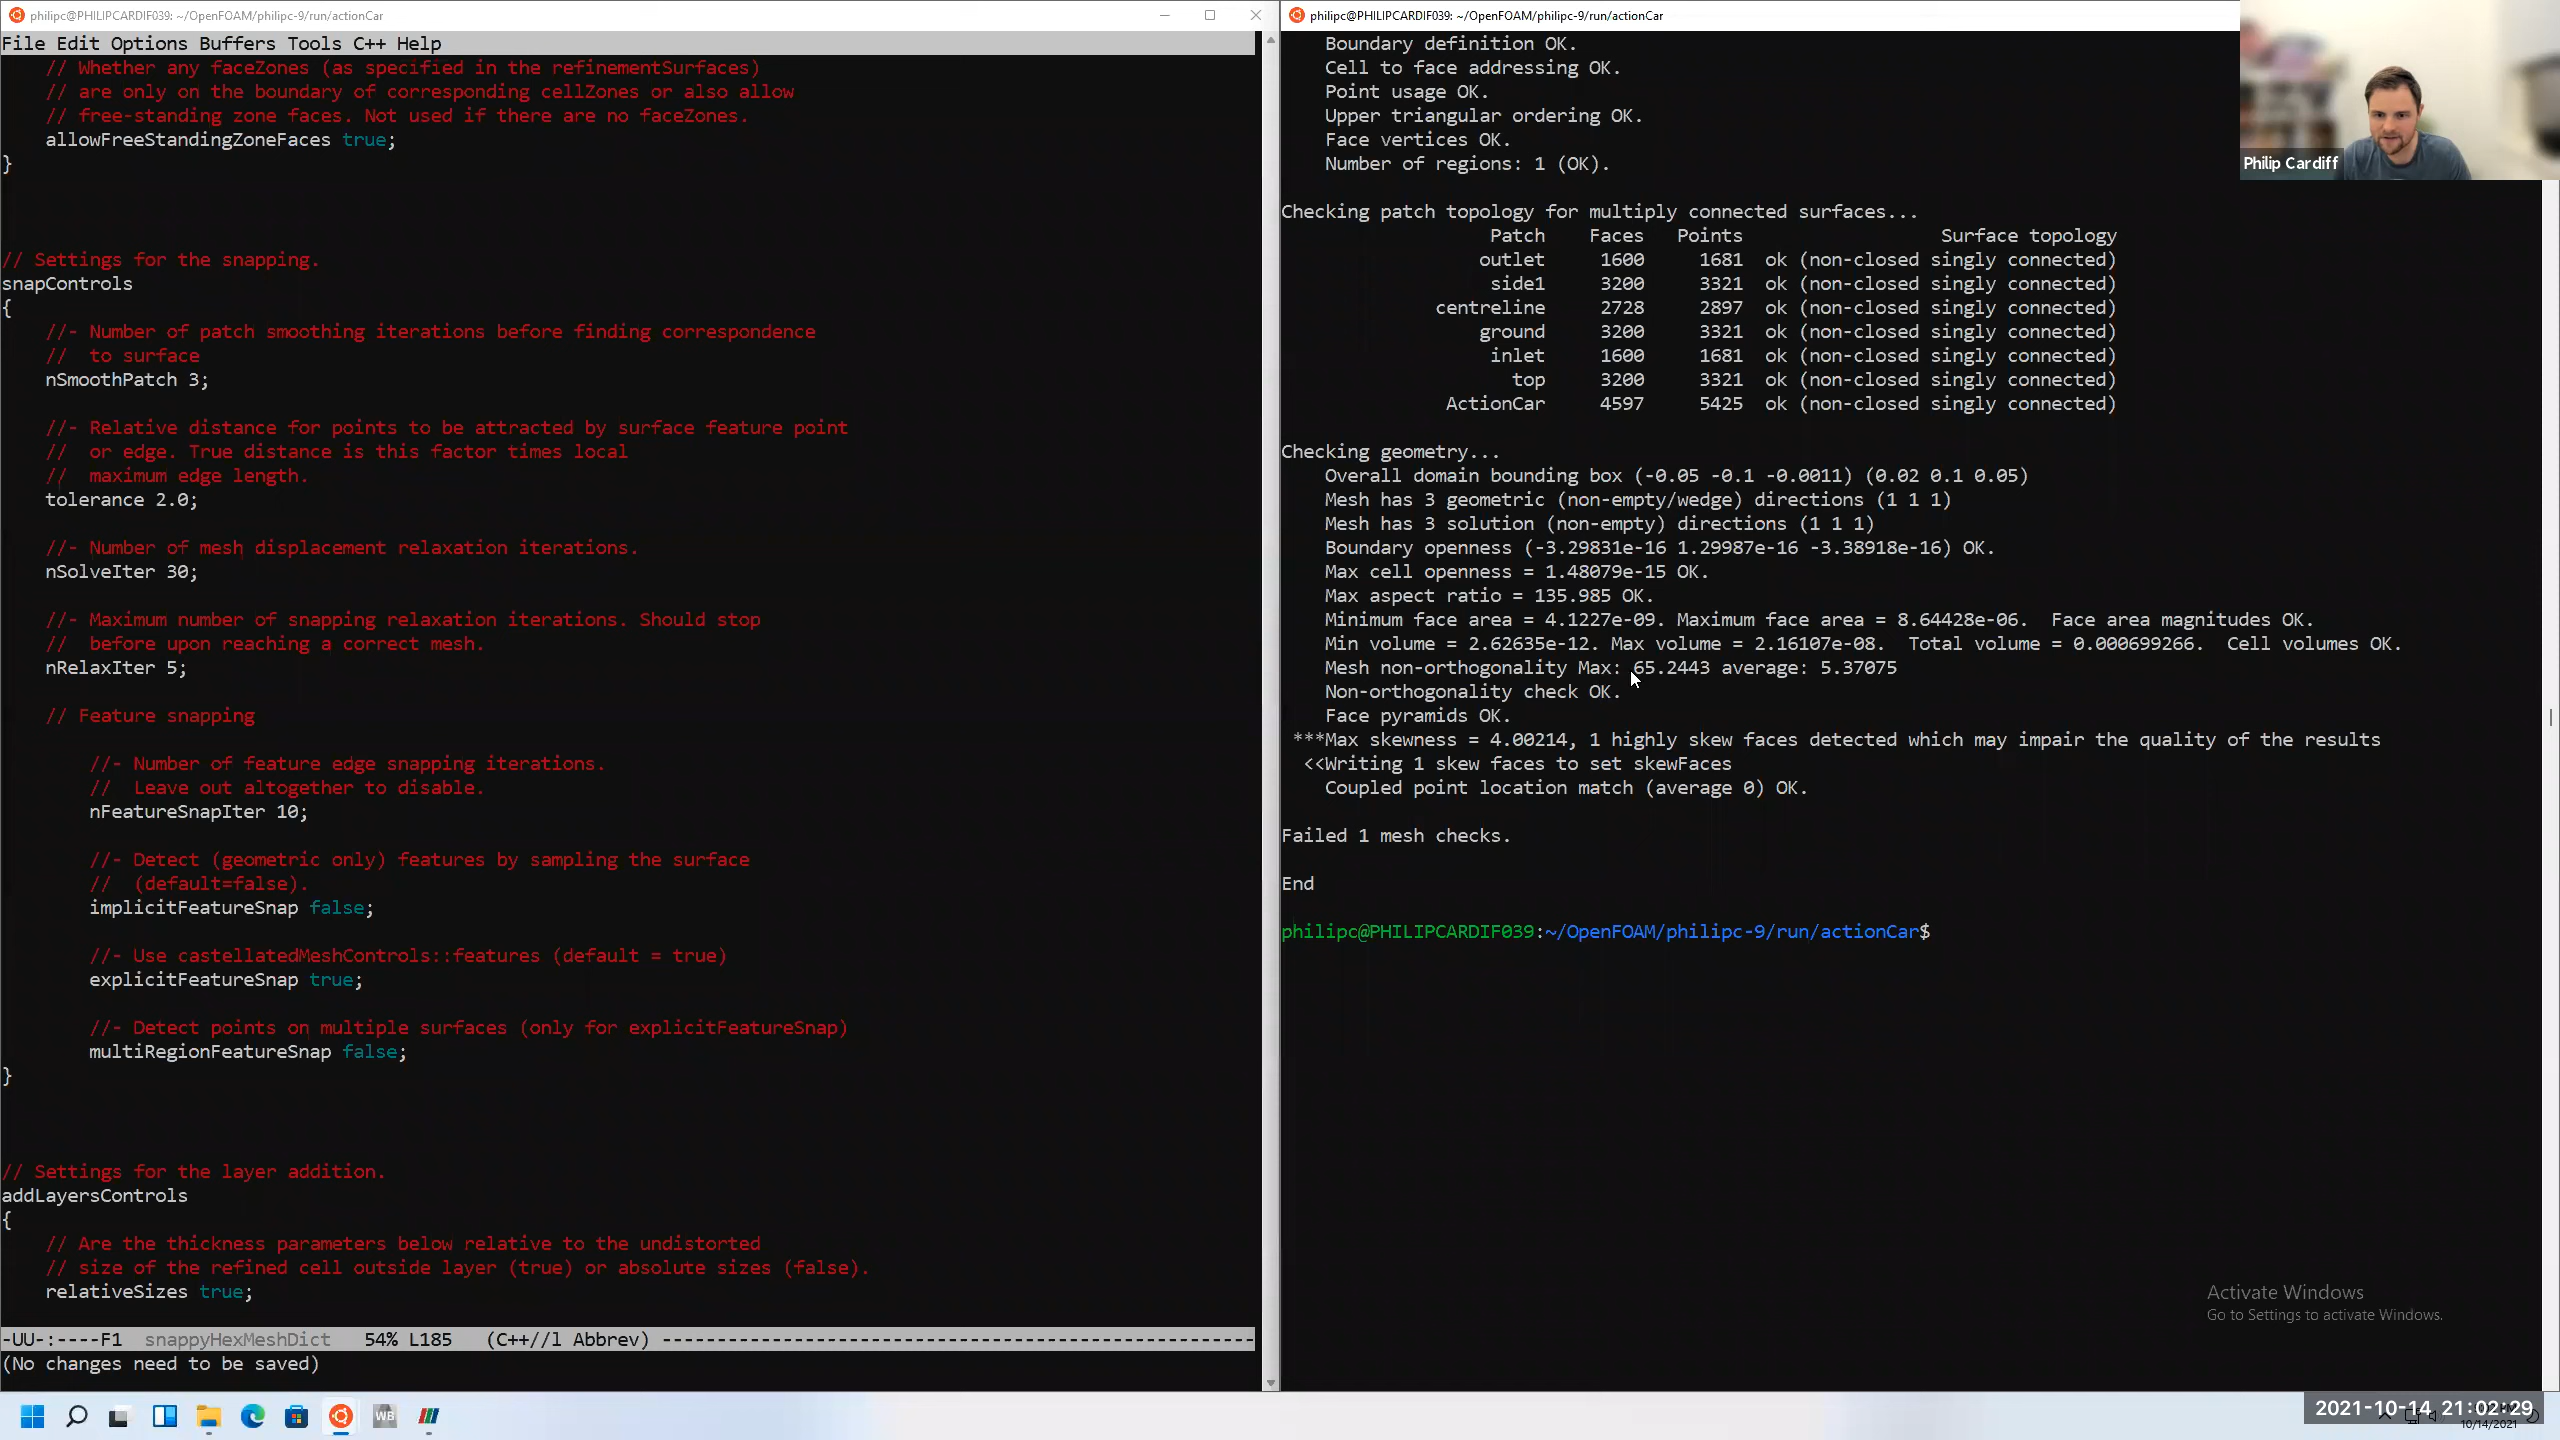 philipc@PHILIPCARDIF039: ~/OpenFOAM/philipc-9/run/actionCar
File Edit Options Buffers Tools C++ Help
// Whether any faceZones (as specified in the refinementSurfaces)
// are only on the boundary of corresponding cellZones or also allow
// free-standing zone faces. Not used if there are no faceZones.
allowFreeStandingZoneFaces true;
}
// Settings for the snapping.
snapControls
{
//- Number of patch smoothing iterations before finding correspondence
//  to surface
nSmoothPatch 3;
//- Relative distance for points to be attracted by surface feature point
//  or edge. True distance is this factor times local
//  maximum edge length.
tolerance 2.0;
//- Number of mesh displacement relaxation iterations.
nSolveIter 30;
//- Maximum number of snapping relaxation iterations. Should stop
//  before upon reaching a correct mesh.
nRelaxIter 5;
// Feature snapping
//- Number of feature edge snapping iterations.
//  Leave out altogether to disable.
nFeatureSnapIter 10;
//- Detect (geometric only) features by sampling the surface
//  (default=false).
implicitFeatureSnap false;
//- Use castellatedMeshControls::features (default = true)
explicitFeatureSnap true;
//- Detect points on multiple surfaces (only for explicitFeatureSnap)
multiRegionFeatureSnap false;
}
// Settings for the layer addition.
addLayersControls
{
// Are the thickness parameters below relative to the undistorted
// size of the refined cell outside layer (true) or absolute sizes (false).
relativeSizes true;
-UU-:----F1  snappyHexMeshDict   54% L185   (C++//l Abbrev) ------------------------------------------------------
(No changes need to be saved)
philipc@PHILIPCARDIF039: ~/OpenFOAM/philipc-9/run/actionCar
Boundary definition OK.
Cell to face addressing OK.
Point usage OK.
Upper triangular ordering OK.
Face vertices OK.
Number of regions: 1 (OK).
Checking patch topology for multiply connected surfaces...
Patch    Faces   Points                  Surface topology
outlet    1600     1681  ok (non-closed singly connected)
side1    3200     3321  ok (non-closed singly connected)
centreline    2728     2897  ok (non-closed singly connected)
ground    3200     3321  ok (non-closed singly connected)
inlet    1600     1681  ok (non-closed singly connected)
top    3200     3321  ok (non-closed singly connected)
ActionCar    4597     5425  ok (non-closed singly connected)
Checking geometry...
Overall domain bounding box (-0.05 -0.1 -0.0011) (0.02 0.1 0.05)
Mesh has 3 geometric (non-empty/wedge) directions (1 1 1)
Mesh has 3 solution (non-empty) directions (1 1 1)
Boundary openness (-3.29831e-16 1.29987e-16 -3.38918e-16) OK.
Max cell openness = 1.48079e-15 OK.
Max aspect ratio = 135.985 OK.
Minimum face area = 4.1227e-09. Maximum face area = 8.64428e-06.  Face area magnitudes OK.
Min volume = 2.62635e-12. Max volume = 2.16107e-08.  Total volume = 0.000699266.  Cell volumes OK.
Mesh non-orthogonality Max: 65.2443 average: 5.37075
Non-orthogonality check OK.
Face pyramids OK.
***Max skewness = 4.00214, 1 highly skew faces detected which may impair the quality of the results
<<Writing 1 skew faces to set skewFaces
Coupled point location match (average 0) OK.
Failed 1 mesh checks.
End
philipc@PHILIPCARDIF039:~/OpenFOAM/philipc-9/run/actionCar$
Philip Cardiff
Activate Windows
Go to Settings to activate Windows.
WB
2021-10-14 21:02:29
10/14/2021